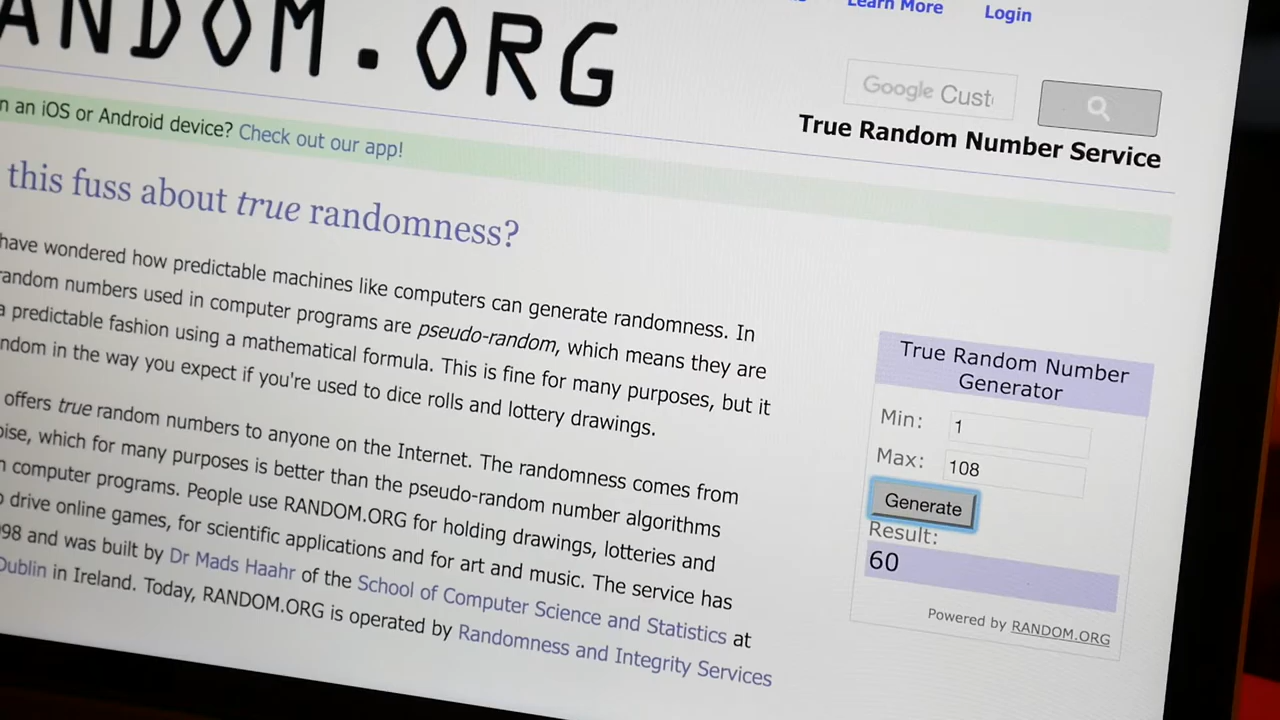 ANDOM.ORG
Learn More
Login
Google Cust
True Random Number Service
n an iOS or Android device? Check out our app!
this fuss about true randomness?
have wondered how predictable machines like computers can generate randomness. In
random numbers used in computer programs are pseudo-random, which means they are
a predictable fashion using a mathematical formula. This is fine for many purposes, but it
ndom in the way you expect if you're used to dice rolls and lottery drawings.
offers true random numbers to anyone on the Internet. The randomness comes from
oise, which for many purposes is better than the pseudo-random number algorithms
n computer programs. People use RANDOM.ORG for holding drawings, lotteries and
o drive online games, for scientific applications and for art and music. The service has
98 and was built by Dr Mads Haahr of the School of Computer Science and Statistics at
Dublin in Ireland. Today, RANDOM.ORG is operated by Randomness and Integrity Services
True Random Number
Generator
Min: 1
Max: 108
Generate
Result:
60
Powered by RANDOM.ORG